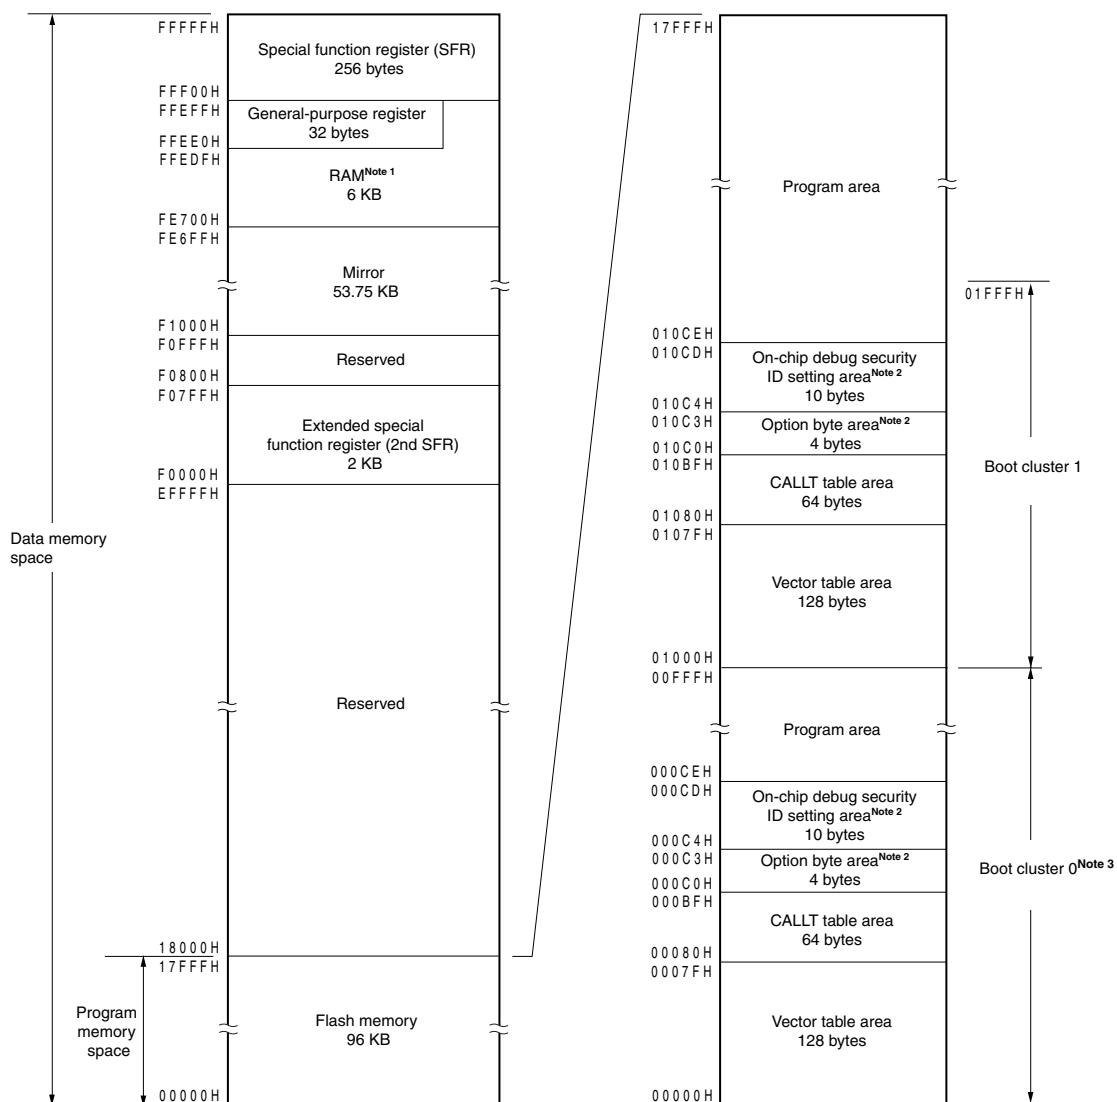 FFFFFH
Special function register (SFR)
256 bytes
FFF00H
FFEFFH
General-purpose register
32 bytes
FFEE0H
FFEDFH
RAMNote 1
6 KB
FE700H
FE6FFH
Mirror
53.75 KB
F1000H
F0FFFH
Reserved
F0800H
F07FFH
Extended special
function register (2nd SFR)
2 KB
F0000H
EFFFFH
Data memory
space
Reserved
18000H
17FFFH
Program
memory
space
Flash memory
96 KB
00000H
17FFFH
Program area
01FFFH
010CEH
010CDH
On-chip debug security
ID setting areaNote 2
10 bytes
010C4H
010C3H
Option byte areaNote 2
4 bytes
010C0H
010BFH
Boot cluster 1
CALLT table area
64 bytes
01080H
0107FH
Vector table area
128 bytes
01000H
00FFFH
Program area
000CEH
000CDH
On-chip debug security
ID setting areaNote 2
10 bytes
000C4H
000C3H
Option byte areaNote 2
4 bytes
Boot cluster 0Note 3
000C0H
000BFH
CALLT table area
64 bytes
00080H
0007FH
Vector table area
128 bytes
00000H